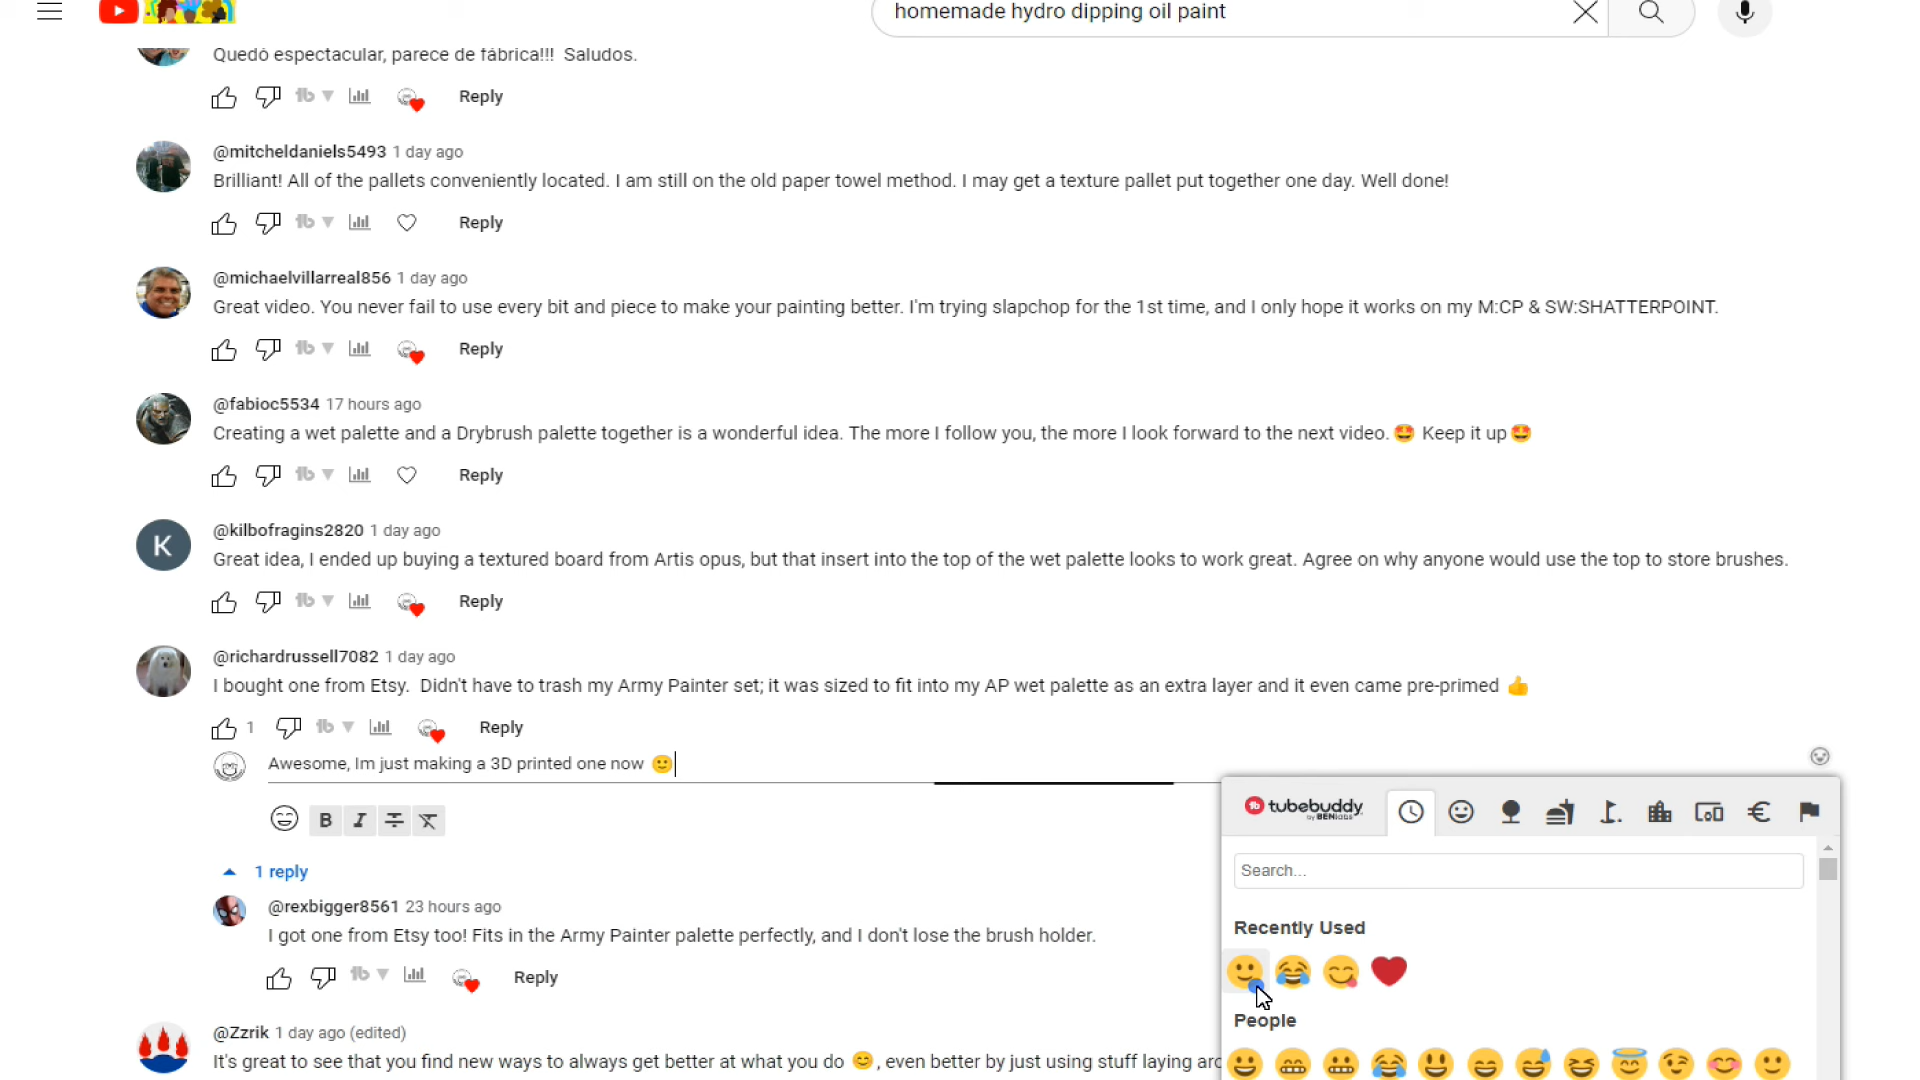 homemade hydro dipping oil paint
Quedó espectacular, parece de fábrica!!! Saludos.
Reply
@mitcheldaniels5493 1 day ago
Brilliant! All of the pallets conveniently located. I am still on the old paper towel method. I may get a texture pallet put together one day. Well done!
Reply
@michaelvillarreal856 1 day ago
Great video. You never fail to use every bit and piece to make your painting better. I'm trying slapchop for the 1st time, and I only hope it works on my M:CP & SW:SHATTERPOINT.
Reply
@fabioc5534 17 hours ago
Creating a wet palette and a Drybrush palette together is a wonderful idea. The more I follow you, the more I look forward to the next video. 🤩 Keep it up 🤩
Reply
K
@kilbofragins2820 1 day ago
Great idea, I ended up buying a textured board from Artis opus, but that insert into the top of the wet palette looks to work great. Agree on why anyone would use the top to store brushes.
Reply
@richardrussell7082 1 day ago
I bought one from Etsy. Didn't have to trash my Army Painter set; it was sized to fit into my AP wet palette as an extra layer and it even came pre-primed 👍
1 Reply
Awesome, Im just making a 3D printed one now 🙂
B I
tubebuddy
by BENlabs
Search...
1 reply
@rexbigger8561 23 hours ago
I got one from Etsy too! Fits in the Army Painter palette perfectly, and I don't lose the brush holder.
Recently Used
Reply
People
@Zzrik 1 day ago (edited)
It's great to see that you find new ways to always get better at what you do 😊, even better by just using stuff laying